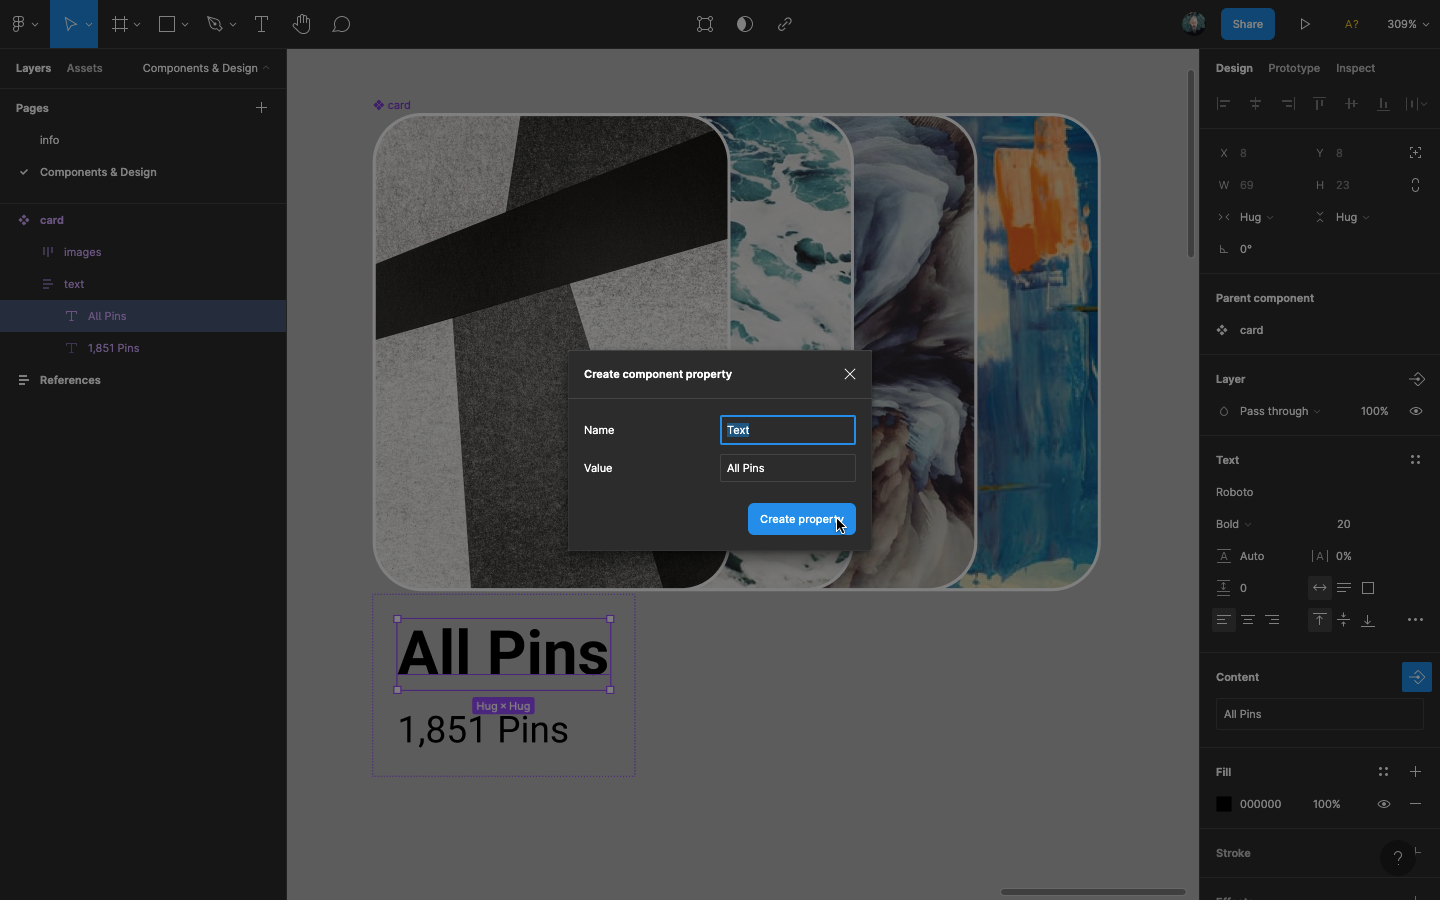 Share
A?
309%
Layers
Assets
Components & Design
Pages
info
Components & Design
card
images
text
All Pins
1,851 Pins
References
card
Create component property
Name
Text
Value
All Pins
Create property
All Pins
Hug × Hug
1,851 Pins
Design
Prototype
Inspect
X 8
Y 8
W 69
H 23
Hug
Hug
0°
Parent component
card
Layer
Pass through
100%
Text
Roboto
Bold
20
A Auto
|A| 0%
A 0
Content
All Pins
Fill
000000
100%
Stroke
?